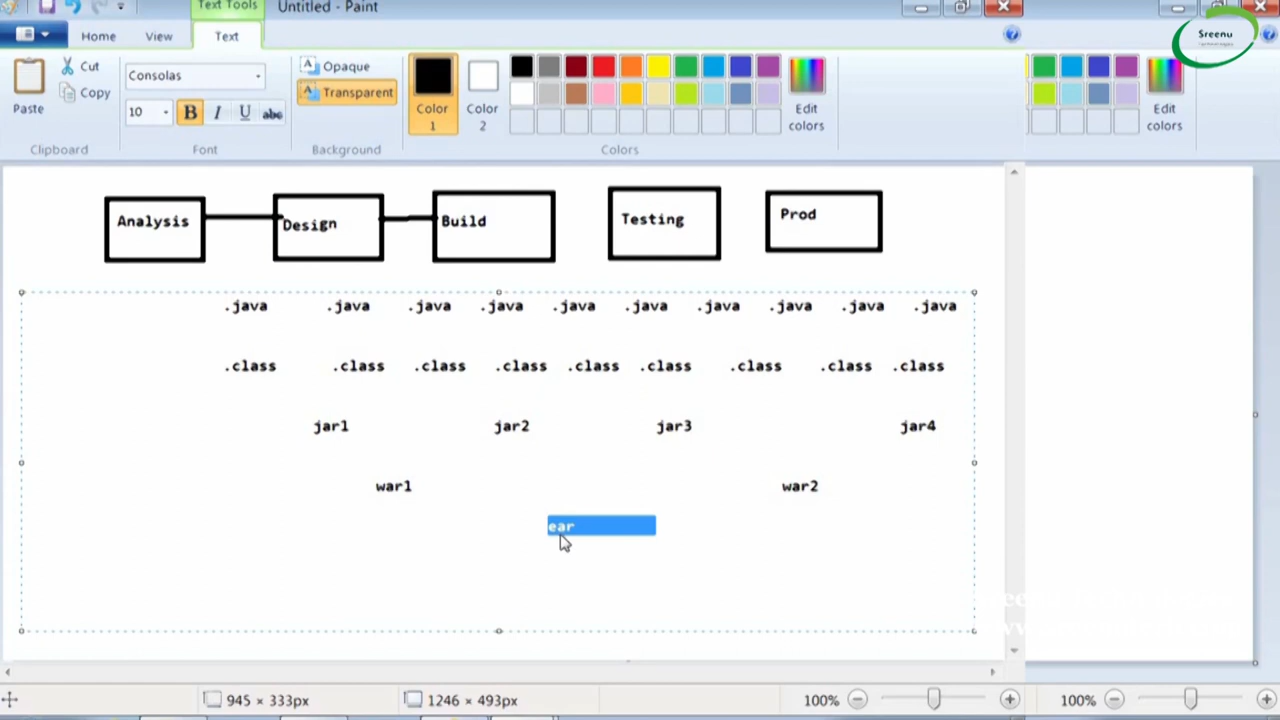 Text Tools Untitled - Paint
Home View Text
Sreenu
Paste
Cut
Copy
Clipboard
Consolas
10 B I U abc
Font
Opaque
Transparent
Background
Color 1
Color 2
Edit colors
Colors
Edit colors
Analysis Design Build Testing Prod
.java .java .java .java .java .java .java .java .java .java
.class .class .class .class .class .class .class .class .class
jar1 jar2 jar3 jar4
war1 war2
ear
945 × 333px 1246 × 493px 100% 100%